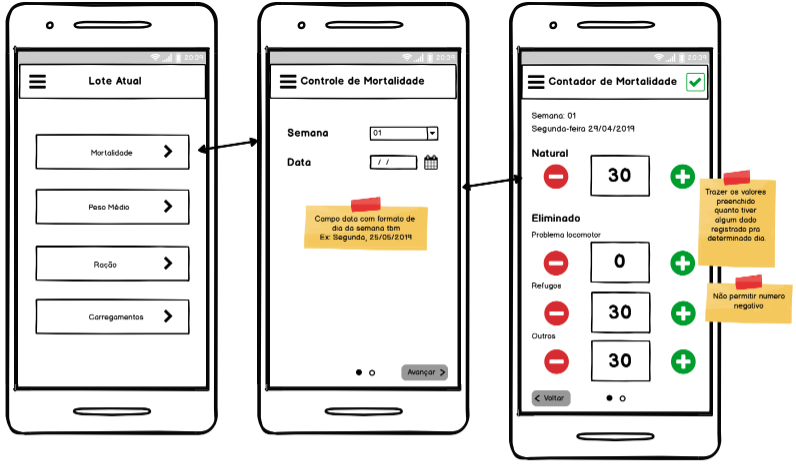 20:39
Lote Atual
Mortalidade
Peso Médio
Ração
Carregamentos
20:39
Controle de Mortalidade
Semana 01
Data / /
Campo data com formato de
dia da semana tbm
Ex: Segunda, 25/05/2019
Avançar >
20:39
Contador de Mortalidade
Semana: 01
Segunda-feira 29/04/2019
Natural
30
Eliminado
Problema locomotor
0
Refugos
30
Outros
30
< Voltar
Trazer os valores
preenchido
quanto tiver
algum dado
registrado pra
determinado dia.
Não permitir numero
negativo